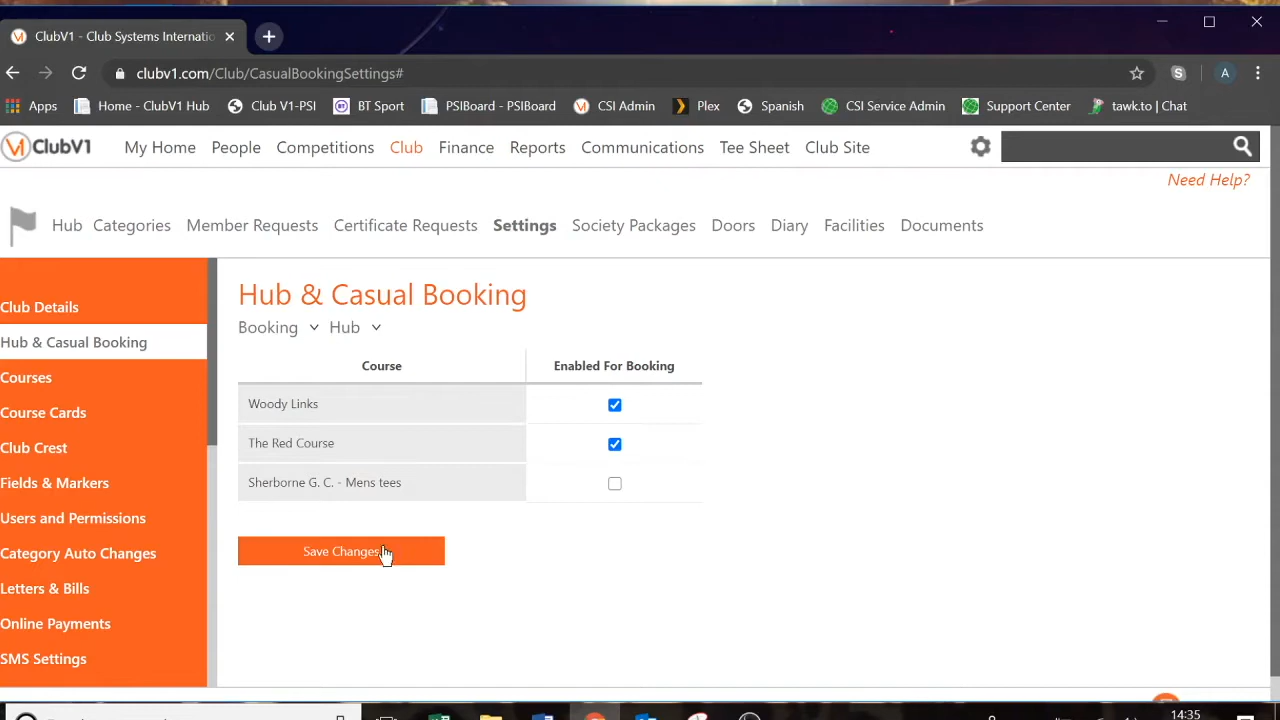 ClubV1 - Club Systems Internatio
clubv1.com/Club/CasualBookingSettings#
A
Apps Home - ClubV1 Hub Club V1-PSI BT Sport PSIBoard - PSIBoard CSI Admin Plex Spanish CSI Service Admin Support Center tawk.to | Chat
ClubV1 My Home People Competitions Club Finance Reports Communications Tee Sheet Club Site
Need Help?
Hub Categories Member Requests Certificate Requests Settings Society Packages Doors Diary Facilities Documents
Club Details
Hub & Casual Booking
Courses
Course Cards
Club Crest
Fields & Markers
Users and Permissions
Category Auto Changes
Letters & Bills
Online Payments
SMS Settings
Hub & Casual Booking
Booking Hub
Course Enabled For Booking
Woody Links
The Red Course
Sherborne G. C. - Mens tees
Save Changes
14:35